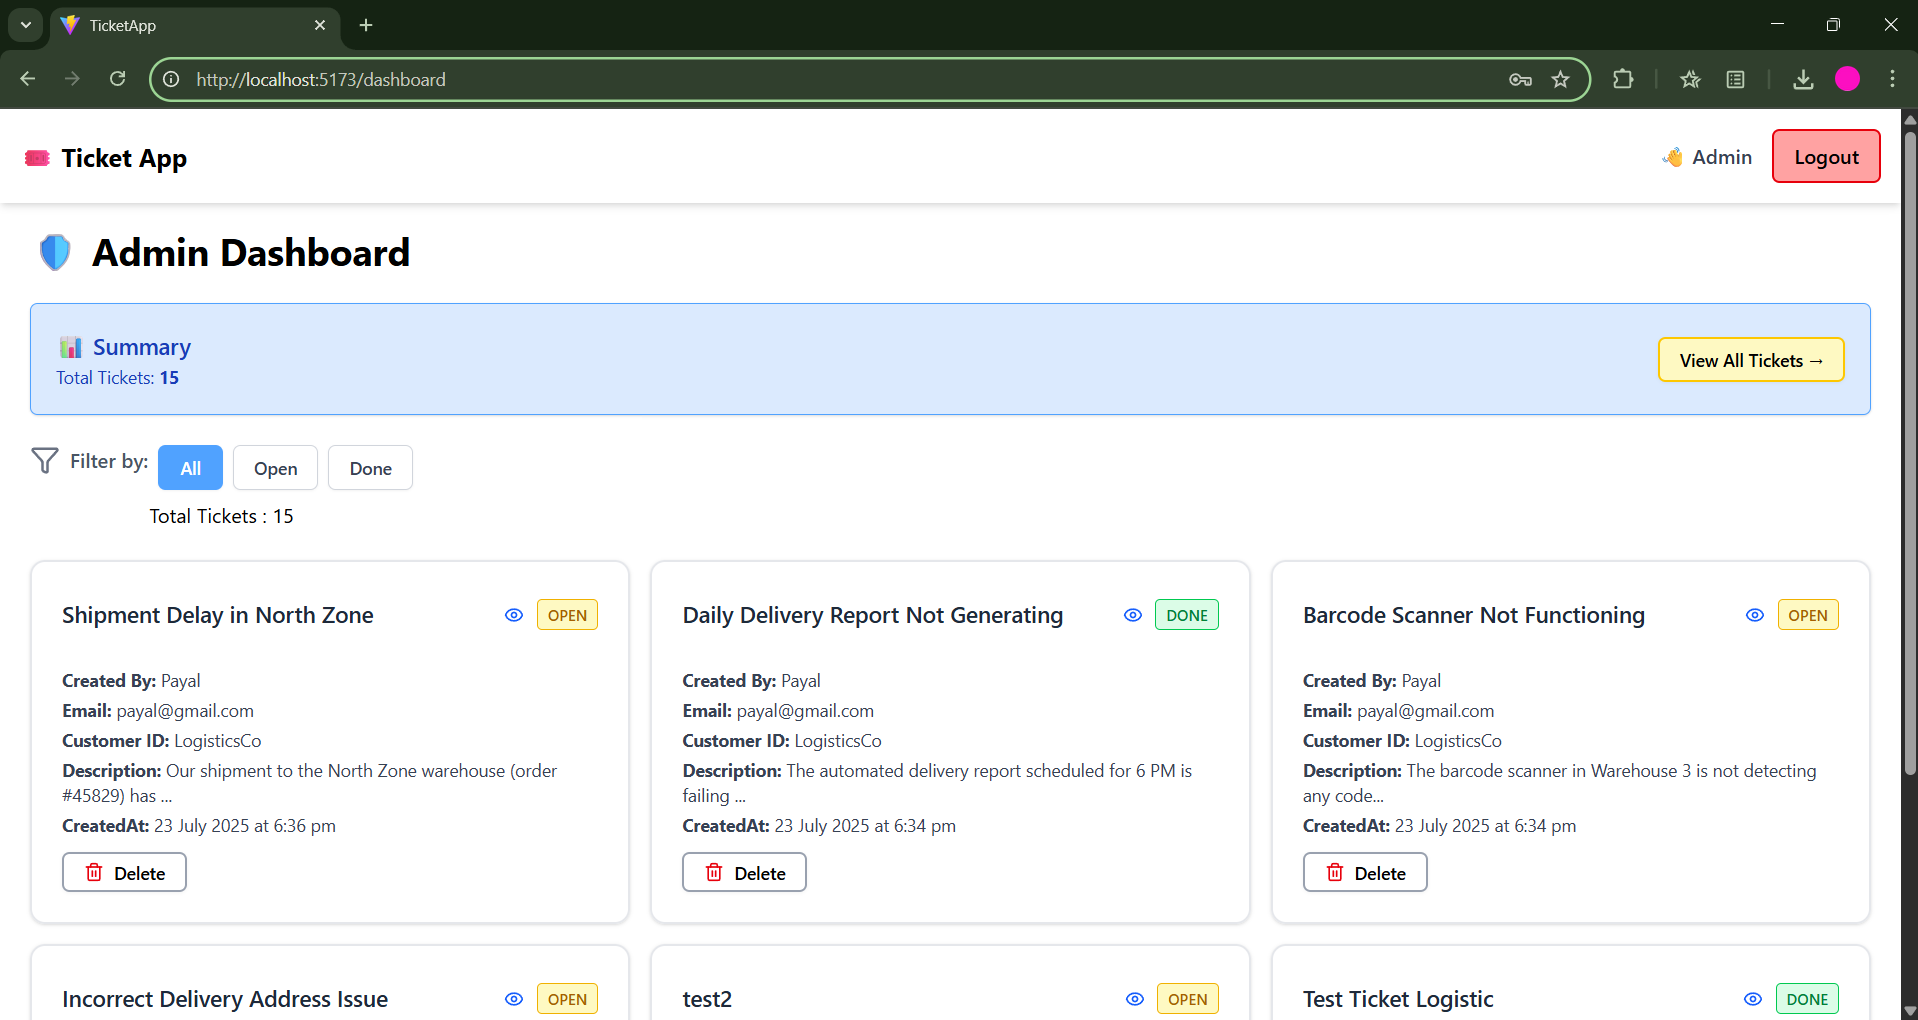 TicketApp
http://localhost:5173/dashboard
Ticket App
Admin
Logout
Admin Dashboard
Summary
Total Tickets: 15
View All Tickets →
Filter by:
All
Open
Done
Total Tickets : 15
Shipment Delay in North Zone
OPEN
Created By: Payal
Email: payal@gmail.com
Customer ID: LogisticsCo
Description: Our shipment to the North Zone warehouse (order
#45829) has ...
CreatedAt: 23 July 2025 at 6:36 pm
Delete
Daily Delivery Report Not Generating
DONE
Created By: Payal
Email: payal@gmail.com
Customer ID: LogisticsCo
Description: The automated delivery report scheduled for 6 PM is
failing ...
CreatedAt: 23 July 2025 at 6:34 pm
Delete
Barcode Scanner Not Functioning
OPEN
Created By: Payal
Email: payal@gmail.com
Customer ID: LogisticsCo
Description: The barcode scanner in Warehouse 3 is not detecting
any code...
CreatedAt: 23 July 2025 at 6:34 pm
Delete
Incorrect Delivery Address Issue
OPEN
test2
OPEN
Test Ticket Logistic
DONE